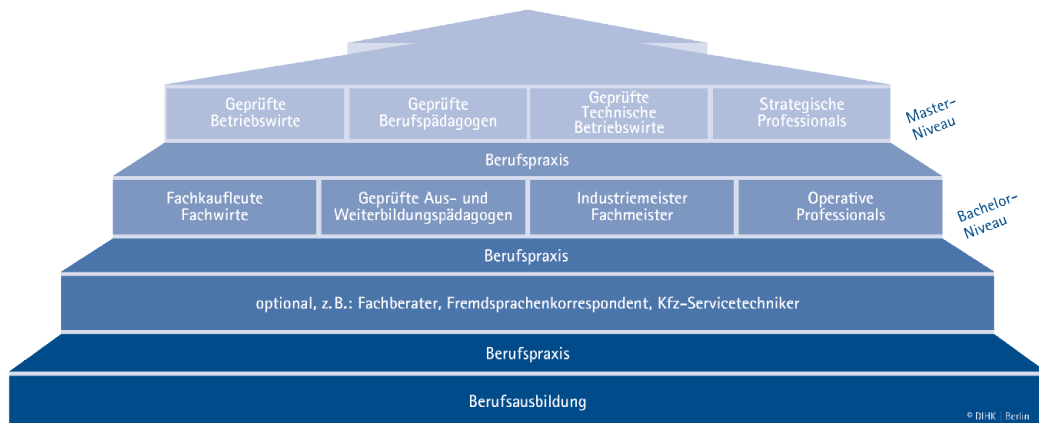 Geprüfte
Betriebswirte
Geprüfte
Berufspädagogen
Geprüfte
Technische
Betriebswirte
Strategische
Professionals
Master-
Niveau
Berufspraxis
Fachkaufleute
Fachwirte
Geprüfte Aus- und
Weiterbildungspädagogen
Industriemeister
Fachmeister
Operative
Professionals
Bachelor-
Niveau
Berufspraxis
optional, z.B.: Fachberater, Fremdsprachenkorrespondent, Kfz-Servicetechniker
Berufspraxis
Berufsausbildung
© DIHK | Berlin